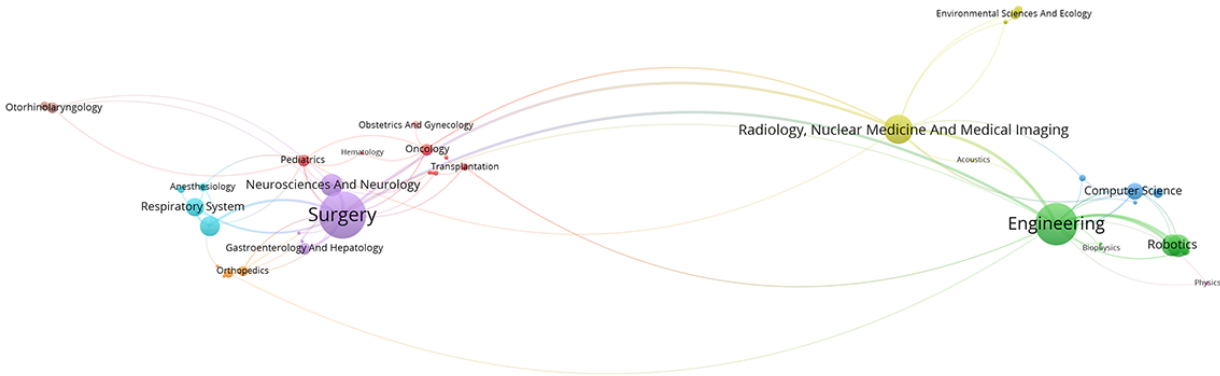 Environmental Sciences And Ecology
Otorhinolaryngology
Obstetrics And Gynecology
Radiology, Nuclear Medicine And Medical Imaging
Hematology
Oncology
Pediatrics
Acoustics
Transplantation
Anesthesiology
Neurosciences And Neurology
Computer Science
Respiratory System
Surgery
Engineering
Gastroenterology And Hepatology
Biophysics
Robotics
Orthopedics
Physics